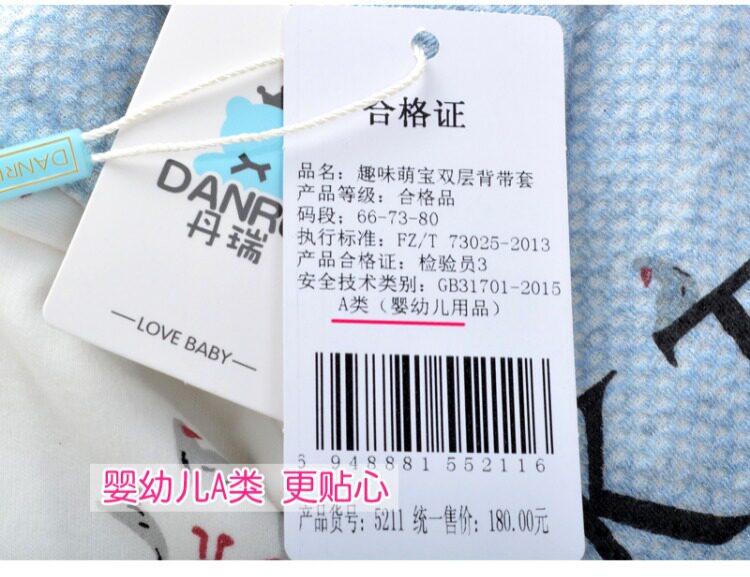 合格证
品名：趣味萌宝双层背带套
产品等级：合格品
码段：66-73-80
执行标准：FZ/T 73025-2013
产品合格证：检验员3
安全技术类别：GB31701-2015
A类（婴幼儿用品）
6 948881 552116
产品货号：5211 统一售价：180.00元
丹瑞
—LOVE BABY—
婴幼儿A类 更贴心